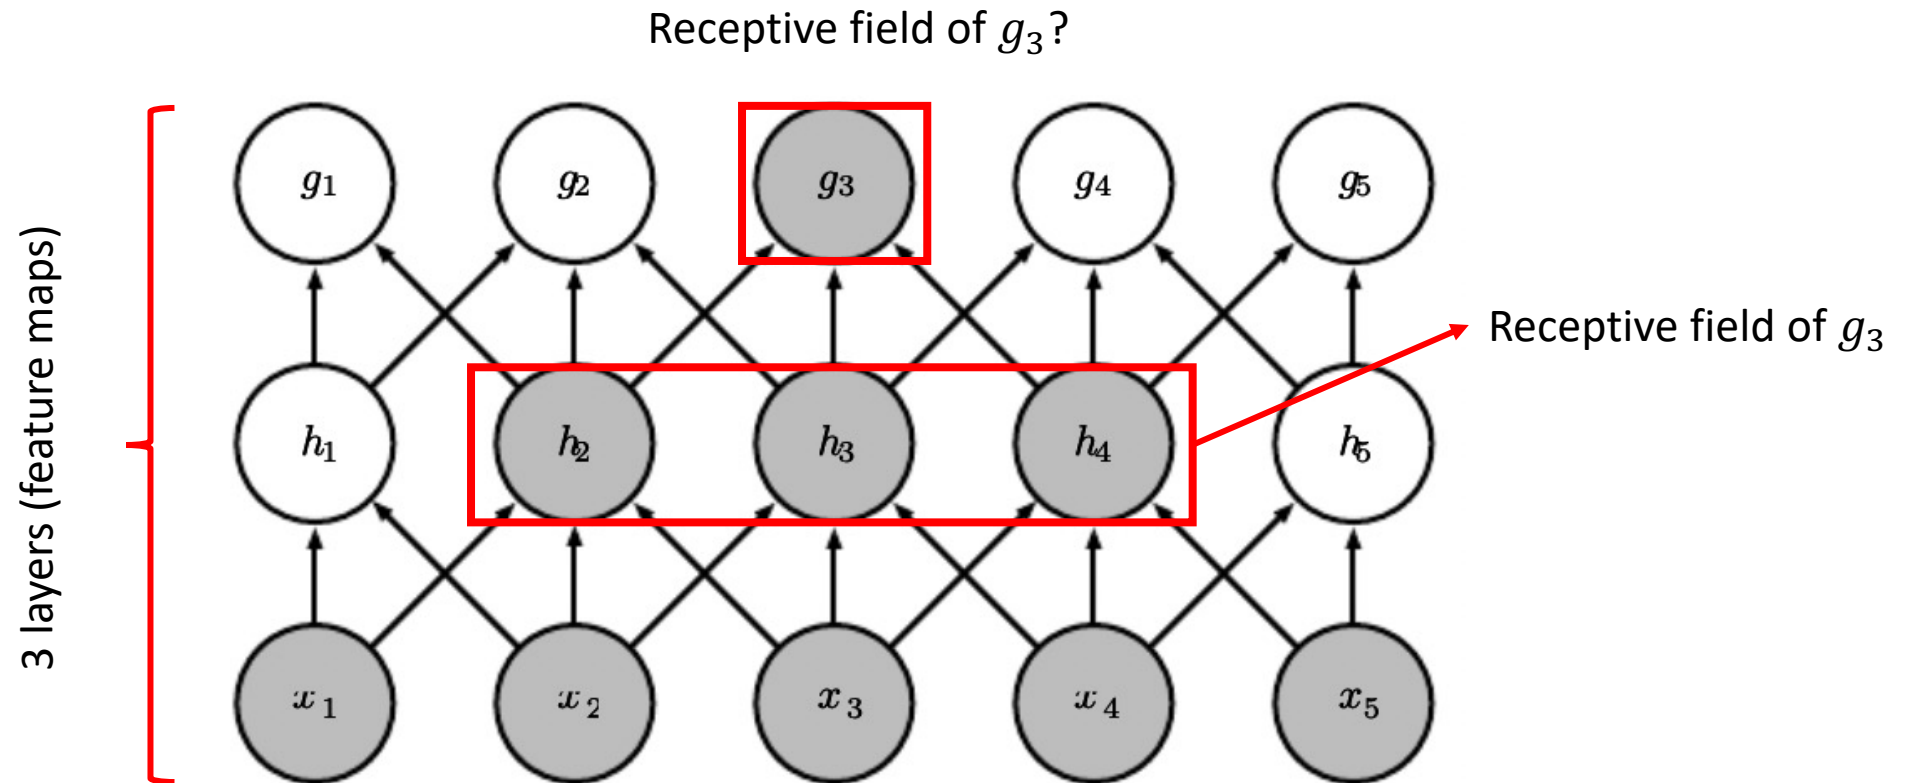 Receptive field of g₃?
3 layers (feature maps)
g₁ g₂ g₃ g₄ g₅
Receptive field of g₃
h₁ h₂ h₃ h₄ h₅
x₁ x₂ x₃ x₄ x₅